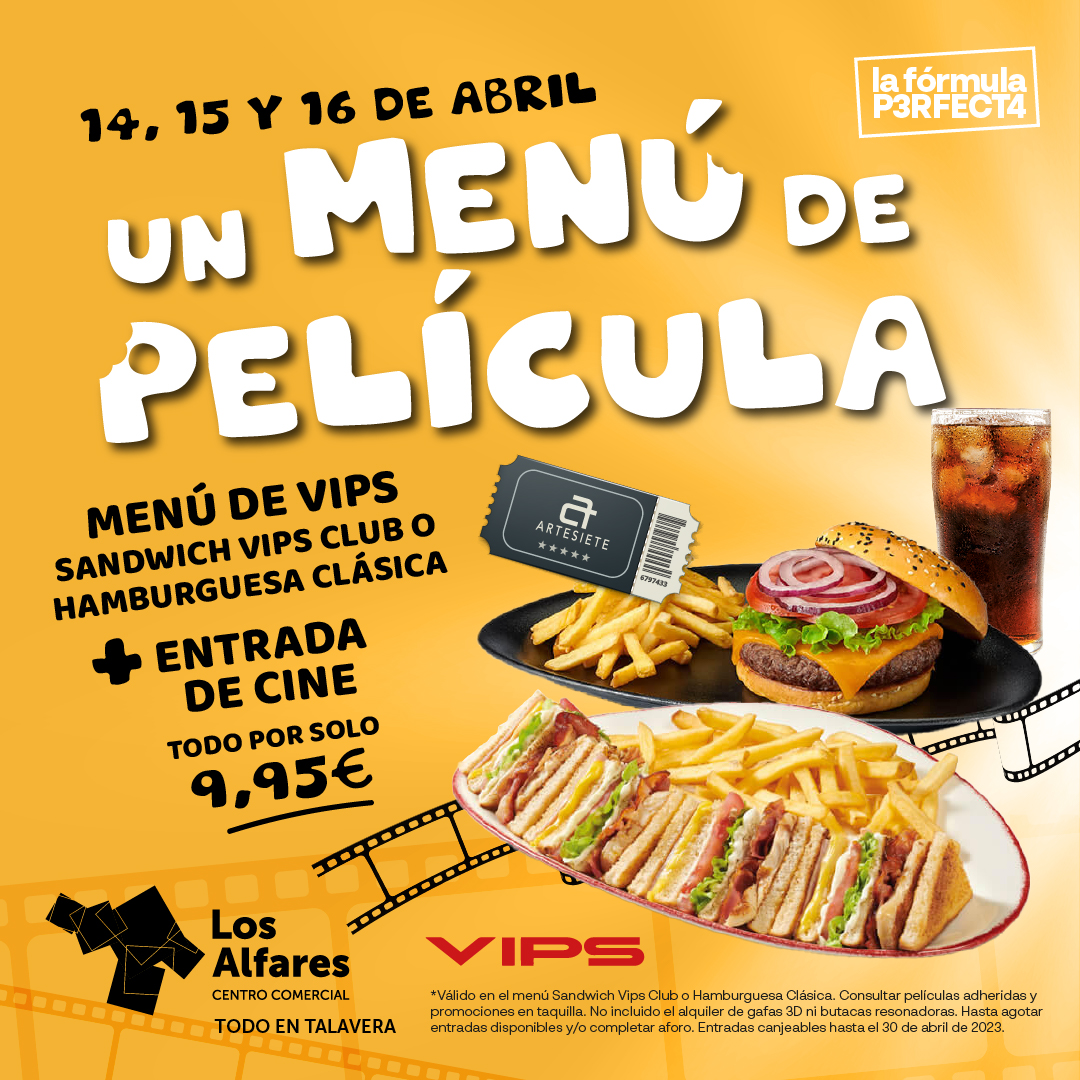 14, 15 Y 16 DE ABRIL
la fórmula
P3RFECT4
UN MENÚ DE
PELÍCULA
MENÚ DE VIPS
SANDWICH VIPS CLUB O
HAMBURGUESA CLÁSICA
+ ENTRADA
DE CINE
TODO POR SOLO
9,95€
ARTESIETE
6797433
Los
Alfares
CENTRO COMERCIAL
TODO EN TALAVERA
VIPS
*Válido en el menú Sandwich Vips Club o Hamburguesa Clásica. Consultar películas adheridas y
promociones en taquilla. No incluido el alquiler de gafas 3D ni butacas resonadoras. Hasta agotar
entradas disponibles y/o completar aforo. Entradas canjeables hasta el 30 de abril de 2023.